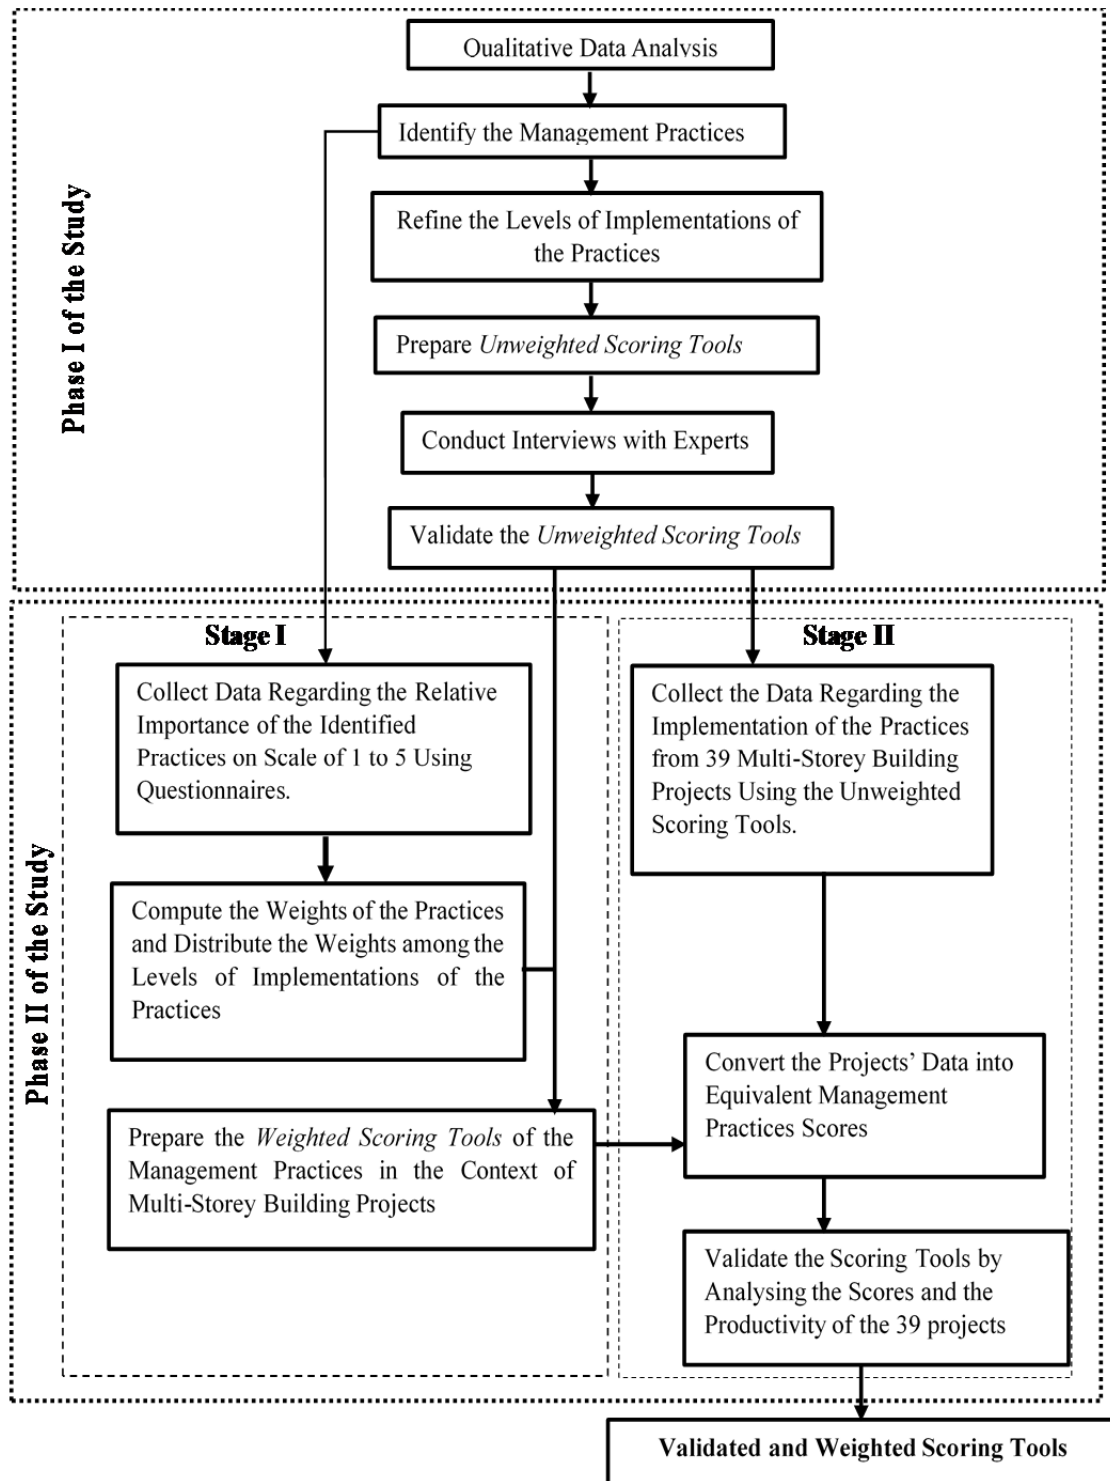 Qualitative Data Analysis
Identify the Management Practices
Refine the Levels of Implementations of
the Practices
Prepare Unweighted Scoring Tools
Conduct Interviews with Experts
Validate the Unweighted Scoring Tools
Phase I of the Study
Stage I
Collect Data Regarding the Relative
Importance of the Identified
Practices on Scale of 1 to 5 Using
Questionnaires.
Compute the Weights of the Practices
and Distribute the Weights among the
Levels of Implementations of the
Practices
Prepare the Weighted Scoring Tools of the
Management Practices in the Context of
Multi-Storey Building Projects
Stage II
Collect the Data Regarding the
Implementation of the Practices
from 39 Multi-Storey Building
Projects Using the Unweighted
Scoring Tools.
Convert the Projects’ Data into
Equivalent Management
Practices Scores
Validate the Scoring Tools by
Analysing the Scores and the
Productivity of the 39 projects
Phase II of the Study
Validated and Weighted Scoring Tools